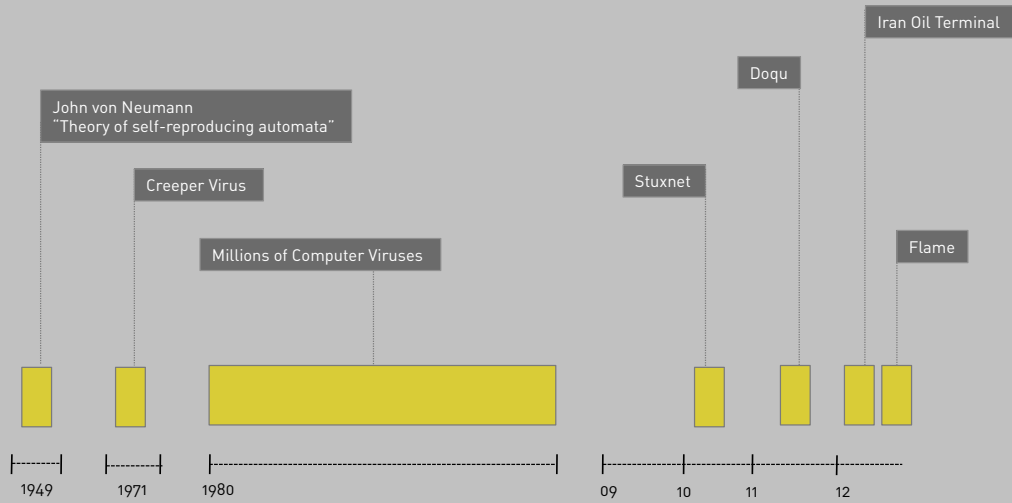 Iran Oil Terminal
Doqu
John von Neumann
"Theory of self-reproducing automata"
Creeper Virus
Stuxnet
Millions of Computer Viruses
Flame
1949
1971
1980
09
10
11
12